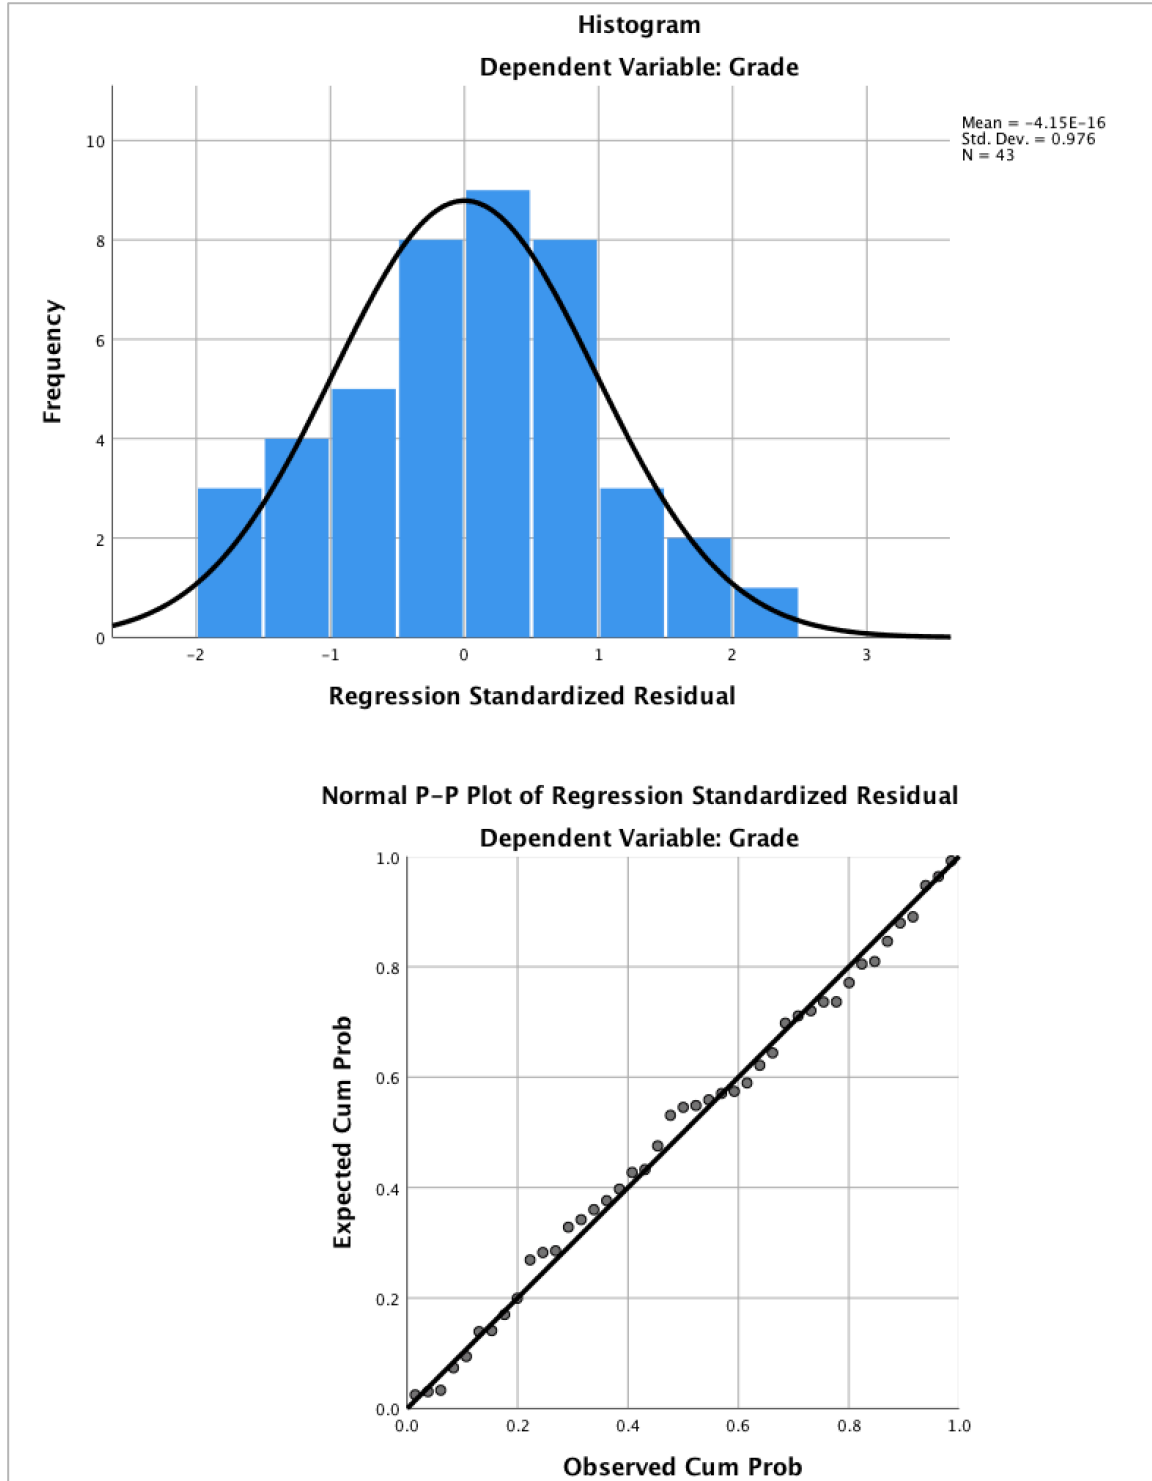 Histogram
Dependent Variable: Grade
Mean = -4.15E-16
Std. Dev. = 0.976
N = 43
10
8
6
4
2
0
Frequency
-2 -1 0 1 2 3
Regression Standardized Residual
Normal P-P Plot of Regression Standardized Residual
Dependent Variable: Grade
1.0
0.8
0.6
0.4
0.2
0.0
Expected Cum Prob
0.0 0.2 0.4 0.6 0.8 1.0
Observed Cum Prob